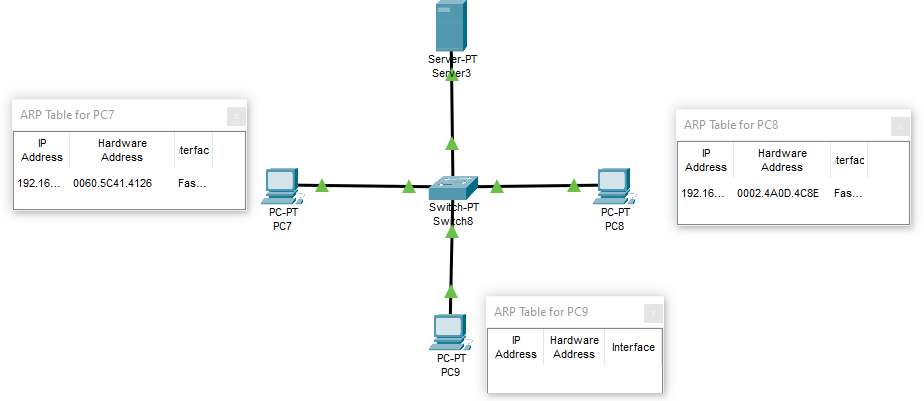 Server-PT
Server3
ARP Table for PC7
IP Address
Hardware Address
terfac
192.16...
0060.5C41.4126
Fas...
ARP Table for PC8
IP Address
Hardware Address
terfac
192.16...
0002.4A0D.4C8E
Fas...
PC-PT
PC7
Switch-PT
Switch8
PC-PT
PC8
ARP Table for PC9
IP Address
Hardware Address
Interface
PC-PT
PC9